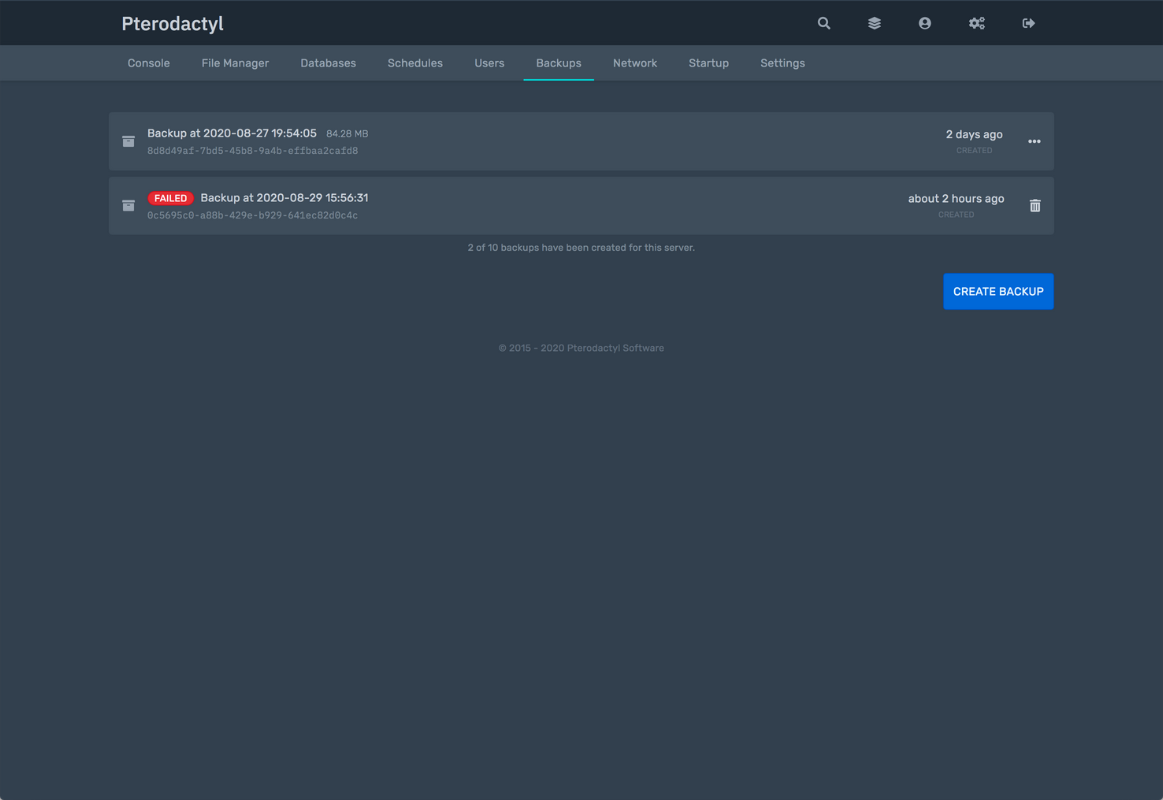 Pterodactyl
Console File Manager Databases Schedules Users Backups Network Startup Settings
Backup at 2020-08-27 19:54:05 84.28 MB
8d8d49af-7bd5-45b8-9a4b-effbaa2cafd8
2 days ago
CREATED
FAILED Backup at 2020-08-29 15:56:31
0c5695c0-a88b-429e-b929-641ec82d0c4c
about 2 hours ago
CREATED
2 of 10 backups have been created for this server.
CREATE BACKUP
© 2015 - 2020 Pterodactyl Software